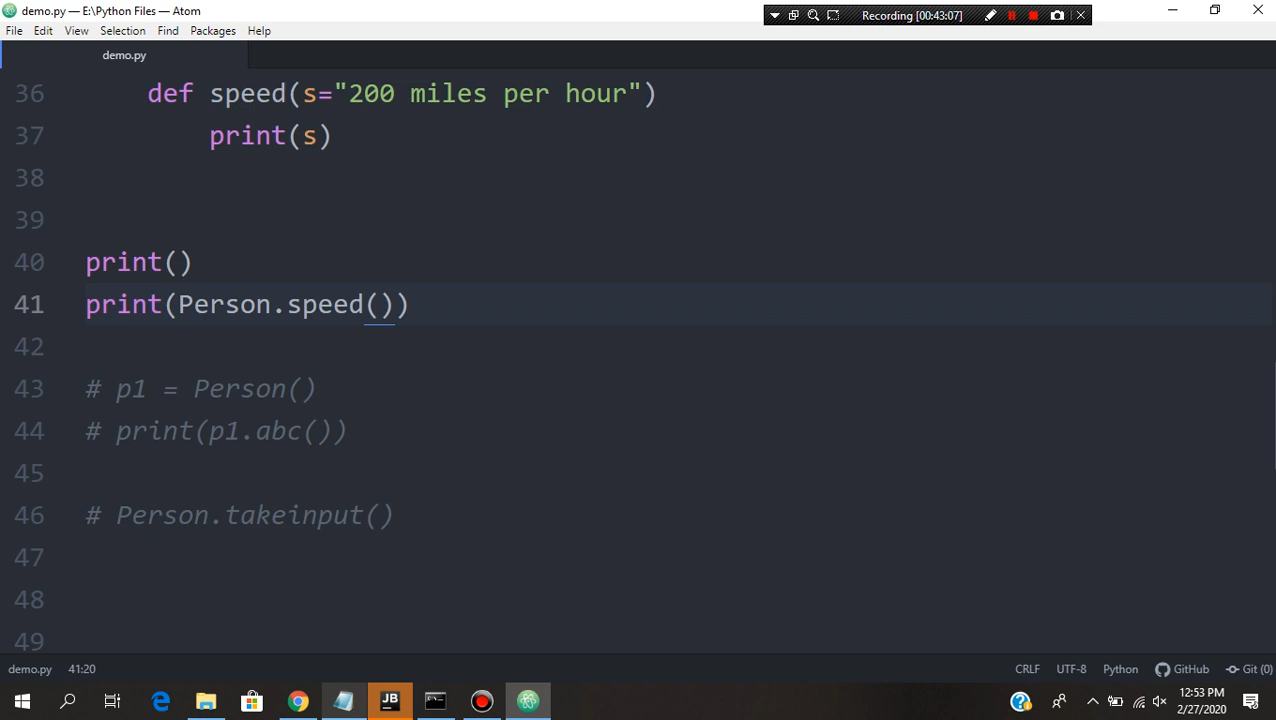 demo.py — E:\Python Files — Atom
Recording [00:43:07]
File Edit View Selection Find Packages Help
demo.py
36 def speed(s="200 miles per hour")
37 print(s)
38
39
40 print()
41 print(Person.speed())
42
43 # p1 = Person()
44 # print(p1.abc())
45
46 # Person.takeinput()
47
48
49
demo.py 41:20 CRLF UTF-8 Python GitHub Git (0)
JB
12:53 PM
2/27/2020